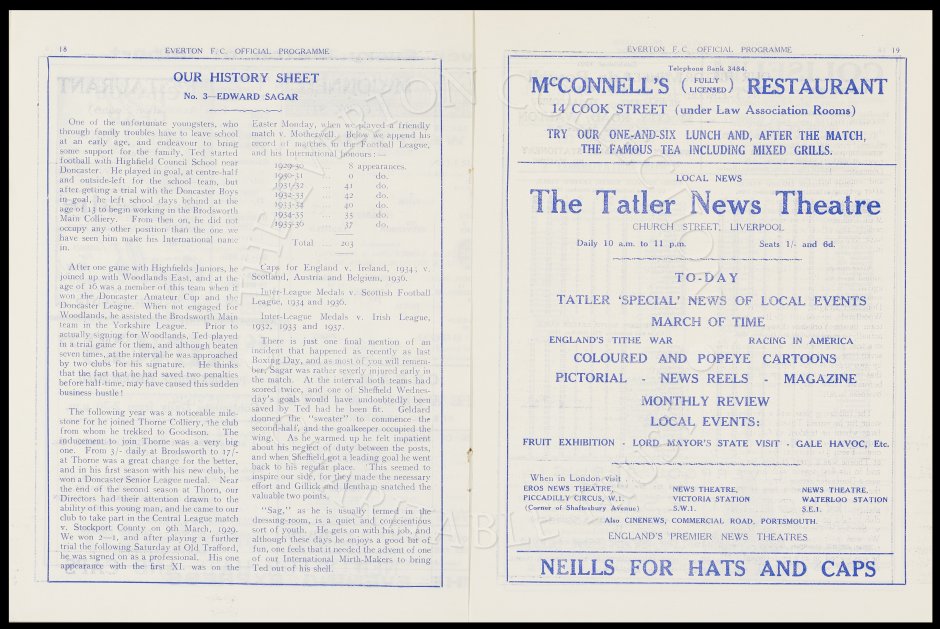 18
EVERTON F.C. OFFICIAL PROGRAMME
OUR HISTORY SHEET
No. 3—EDWARD SAGAR
One of the unfortunate youngsters, who
through family troubles have to leave school
at an early age, and endeavour to bring
some support for the family, Ted started
football with Highfield Council School near
Doncaster. He played in goal, at centre-half
and outside-left for the school team, but
after getting a trial with the Doncaster Boys
in goal, he left school days behind at the
age of 13 to begin working in the Brodsworth
Main Colliery. From then on, he did not
occupy any other position than the one we
have seen him make his International name
in.
After one game with Highfields Juniors, he
joined up with Woodlands East, and at the
age of 16 was a member of this team when it
won the Doncaster Amateur Cup and the
Doncaster League. When not engaged for
Woodlands, he assisted the Brodsworth Main
team in the Yorkshire League. Prior to
actually signing for Woodlands, Ted played
in a trial game for them, and although beaten
seven times, at the interval he was approached
by two clubs for his signature. He thinks
that the fact that he had saved two penalties
before half-time, may have caused this sudden
business hustle!
The following year was a noticeable mile-
stone for he joined Thorne Colliery, the club
from whom he trekked to Goodison. The
inducement to join Thorne was a very big
one. From 3/- daily at Brodsworth to 17/-
at Thorne was a great change for the better,
and in his first season with his new club, he
won a Doncaster Senior League medal. Near
the end of the second season at Thorn, our
Directors had their attention drawn to the
ability of this young man, and he came to our
club to take part in the Central League match
v. Stockport County on 9th March, 1929.
We won 2—1, and after playing a further
trial the following Saturday at Old Trafford,
he was signed on as a professional. His one
appearance with the first XI. was on the
Easter Monday, when we played a friendly
match v. Motherwell. Below we append his
record of matches in the Football League,
and his International honours:—
1929-30 ... 8 appearances.
1930-31 ... 0 do.
1931-32 ... 41 do.
1932-33 ... 42 do.
1933-34 ... 40 do.
1934-35 ... 35 do.
1935-36 ... 37 do.
Total ... 203
Caps for England v. Ireland, 1934; v.
Scotland, Austria and Belgium, 1936.
Inter-League Medals v. Scottish Football
League, 1934 and 1936.
Inter-League Medals v. Irish League,
1932, 1933 and 1937.
There is just one final mention of an
incident that happened as recently as last
Boxing Day, and as most of you will remem-
ber, Sagar was rather severely injured early in
the match. At the interval both teams had
scored twice, and one of Sheffield Wednes-
day's goals would have undoubtedly been
saved by Ted had he been fit. Geldard
donned the "sweater" to commence the
second-half, and the goalkeeper occupied the
wing. As he warmed up he felt impatient
about his neglect of duty between the posts,
and when Sheffield got a leading goal he went
back to his regular place. This seemed to
inspire our side, for they made the necessary
effort and Gillick and Bentham snatched the
valuable two points.
"Sag," as he is usually termed in the
dressing-room, is a quiet and conscientious
sort of youth. He gets on with his job, and
although these days he enjoys a good bit of
fun, one feels that it needed the advent of one
of our International Mirth-Makers to bring
Ted out of his shell.
EVERTON F.C. OFFICIAL PROGRAMME
19
Telephone Bank 3484.
McCONNELL'S (FULLY LICENSED) RESTAURANT
14 COOK STREET (under Law Association Rooms)
TRY OUR ONE-AND-SIX LUNCH AND, AFTER THE MATCH,
THE FAMOUS TEA INCLUDING MIXED GRILLS.
LOCAL NEWS
The Tatler News Theatre
CHURCH STREET, LIVERPOOL
Daily 10 a.m. to 11 p.m. Seats 1/- and 6d.
TO-DAY
TATLER 'SPECIAL' NEWS OF LOCAL EVENTS
MARCH OF TIME
ENGLAND'S TITHE WAR RACING IN AMERICA
COLOURED AND POPEYE CARTOONS
PICTORIAL - NEWS REELS - MAGAZINE
MONTHLY REVIEW
LOCAL EVENTS:
FRUIT EXHIBITION - LORD MAYOR'S STATE VISIT - GALE HAVOC, Etc.
When in London visit
EROS NEWS THEATRE, NEWS THEATRE, NEWS THEATRE,
PICCADILLY CIRCUS, W.1. VICTORIA STATION WATERLOO STATION
(Corner of Shaftesbury Avenue) S.W.1. S.E.1.
Also CINENEWS, COMMERCIAL ROAD, PORTSMOUTH.
ENGLAND'S PREMIER NEWS THEATRES
NEILLS FOR HATS AND CAPS